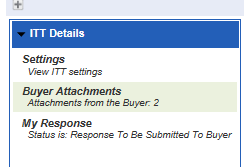 ITT Details
Settings
View ITT settings
Buyer Attachments
Attachments from the Buyer: 2
My Response
Status is: Response To Be Submitted To Buyer